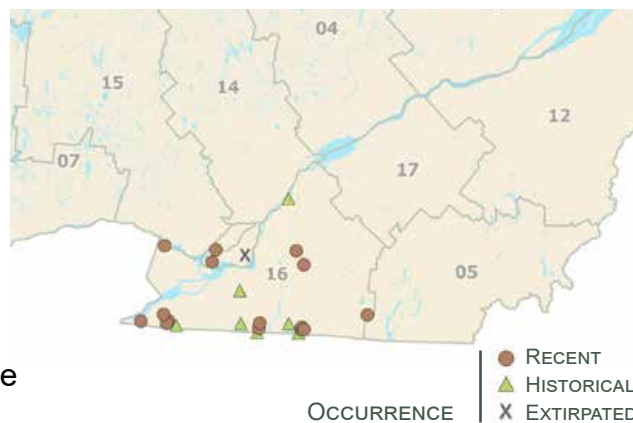 04
15
14
12
07
17
X
16
05
e
RECENT
HISTORICAL
OCCURRENCE
X EXTIRPATED